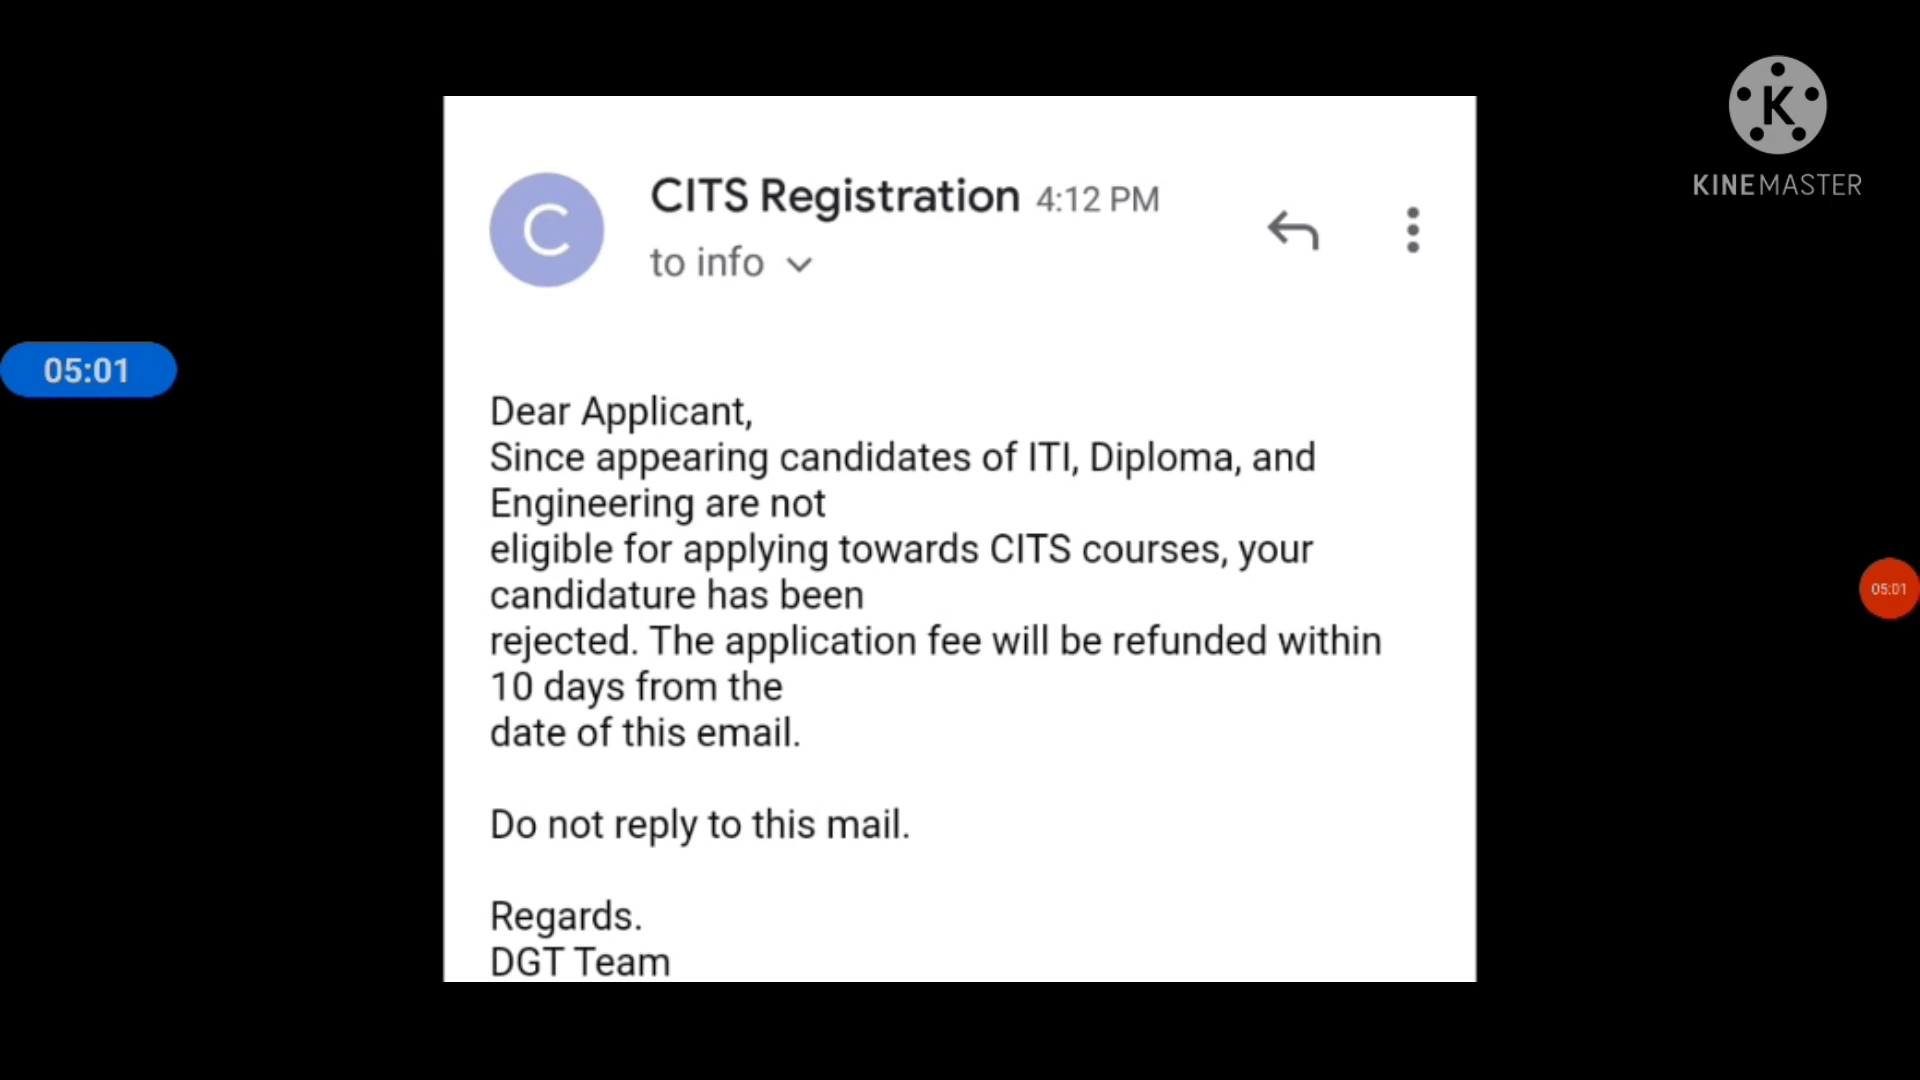 K
KINEMASTER
C
CITS Registration 4:12 PM
to info
05:01
Dear Applicant,
Since appearing candidates of ITI, Diploma, and
Engineering are not
eligible for applying towards CITS courses, your
candidature has been
rejected. The application fee will be refunded within
10 days from the
date of this email.
05:01
Do not reply to this mail.
Regards.
DGT Team